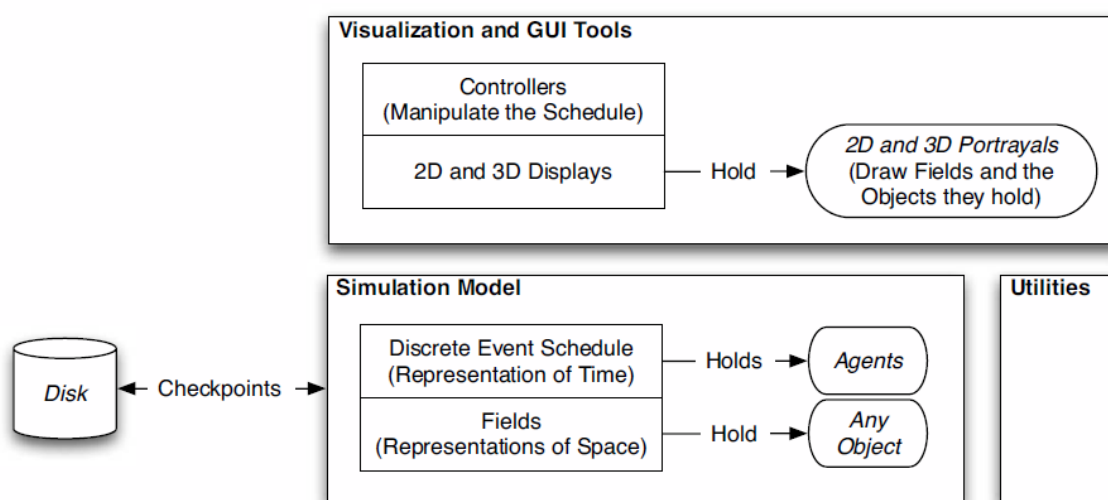 Visualization and GUI Tools
Controllers
(Manipulate the Schedule)
2D and 3D Displays
Hold
2D and 3D Portrayals
(Draw Fields and the
Objects they hold)
Simulation Model
Utilities
Discrete Event Schedule
(Representation of Time)
Holds
Agents
Disk
Checkpoints
Fields
(Representations of Space)
Hold
Any
Object